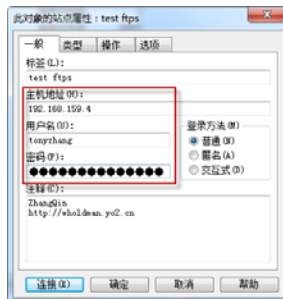 此对象的站点属性：test ftps
一般 类型 操作 选项
标签(L):
test ftps
主机地址(H):
192.168.159.4
用户名(U):
tonyzhang
密码(P):
●●●●●●●●●●●●●●
登录方法(M)
普通(N)
匿名(A)
交互式(D)
注释(C):
ZhangQin
http://wholdman.yo2.cn
连接(X) 确定 取消 帮助